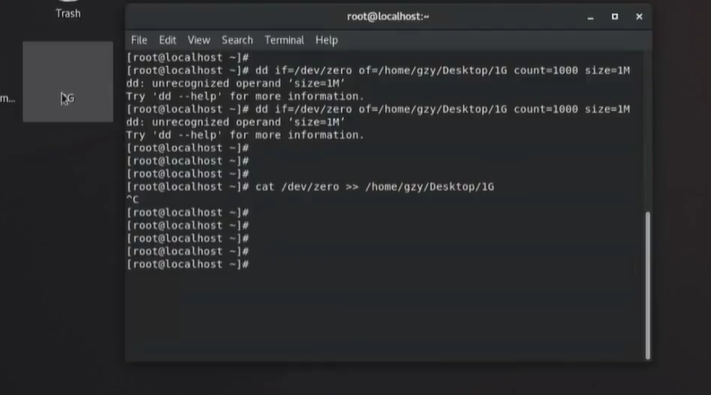 Trash
root@localhost:~
File Edit View Search Terminal Help
[root@localhost ~]#
[root@localhost ~]# dd if=/dev/zero of=/home/gzy/Desktop/1G count=1000 size=1M
dd: unrecognized operand ‘size=1M’
Try 'dd --help' for more information.
[root@localhost ~]# dd if=/dev/zero of=/home/gzy/Desktop/1G count=1000 size=1M
dd: unrecognized operand ‘size=1M’
Try 'dd --help' for more information.
[root@localhost ~]#
[root@localhost ~]#
[root@localhost ~]#
[root@localhost ~]# cat /dev/zero >> /home/gzy/Desktop/1G
^C
[root@localhost ~]#
[root@localhost ~]#
[root@localhost ~]#
[root@localhost ~]#
[root@localhost ~]#